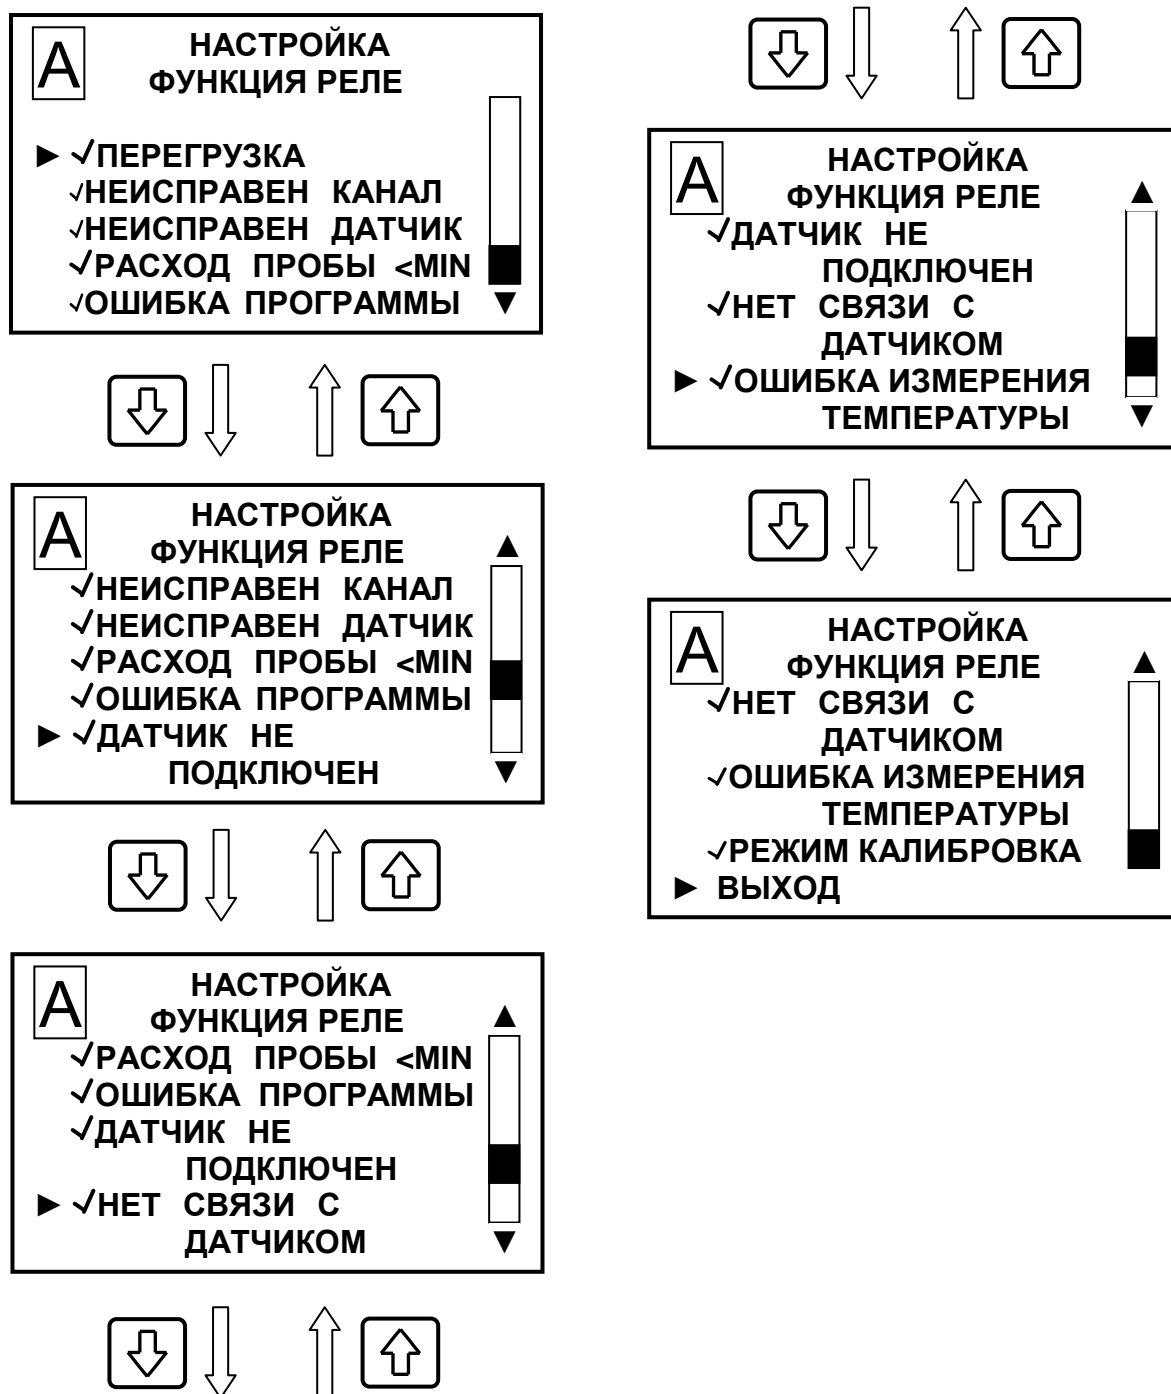 А
НАСТРОЙКА
ФУНКЦИЯ РЕЛЕ
► √ПЕРЕГРУЗКА
√НЕИСПРАВЕН КАНАЛ
√НЕИСПРАВЕН ДАТЧИК
√РАСХОД ПРОБЫ <MIN
√ОШИБКА ПРОГРАММЫ ▼
А
НАСТРОЙКА
ФУНКЦИЯ РЕЛЕ ▲
√НЕИСПРАВЕН КАНАЛ
√НЕИСПРАВЕН ДАТЧИК
√РАСХОД ПРОБЫ <MIN
√ОШИБКА ПРОГРАММЫ
► √ДАТЧИК НЕ
ПОДКЛЮЧЕН ▼
А
НАСТРОЙКА
ФУНКЦИЯ РЕЛЕ ▲
√РАСХОД ПРОБЫ <MIN
√ОШИБКА ПРОГРАММЫ
√ДАТЧИК НЕ
ПОДКЛЮЧЕН
► √НЕТ СВЯЗИ С
ДАТЧИКОМ ▼
А
НАСТРОЙКА
ФУНКЦИЯ РЕЛЕ ▲
√ДАТЧИК НЕ
ПОДКЛЮЧЕН
√НЕТ СВЯЗИ С
ДАТЧИКОМ
► √ОШИБКА ИЗМЕРЕНИЯ
ТЕМПЕРАТУРЫ ▼
А
НАСТРОЙКА
ФУНКЦИЯ РЕЛЕ ▲
√НЕТ СВЯЗИ С
ДАТЧИКОМ
√ОШИБКА ИЗМЕРЕНИЯ
ТЕМПЕРАТУРЫ
√РЕЖИМ КАЛИБРОВКА
► ВЫХОД